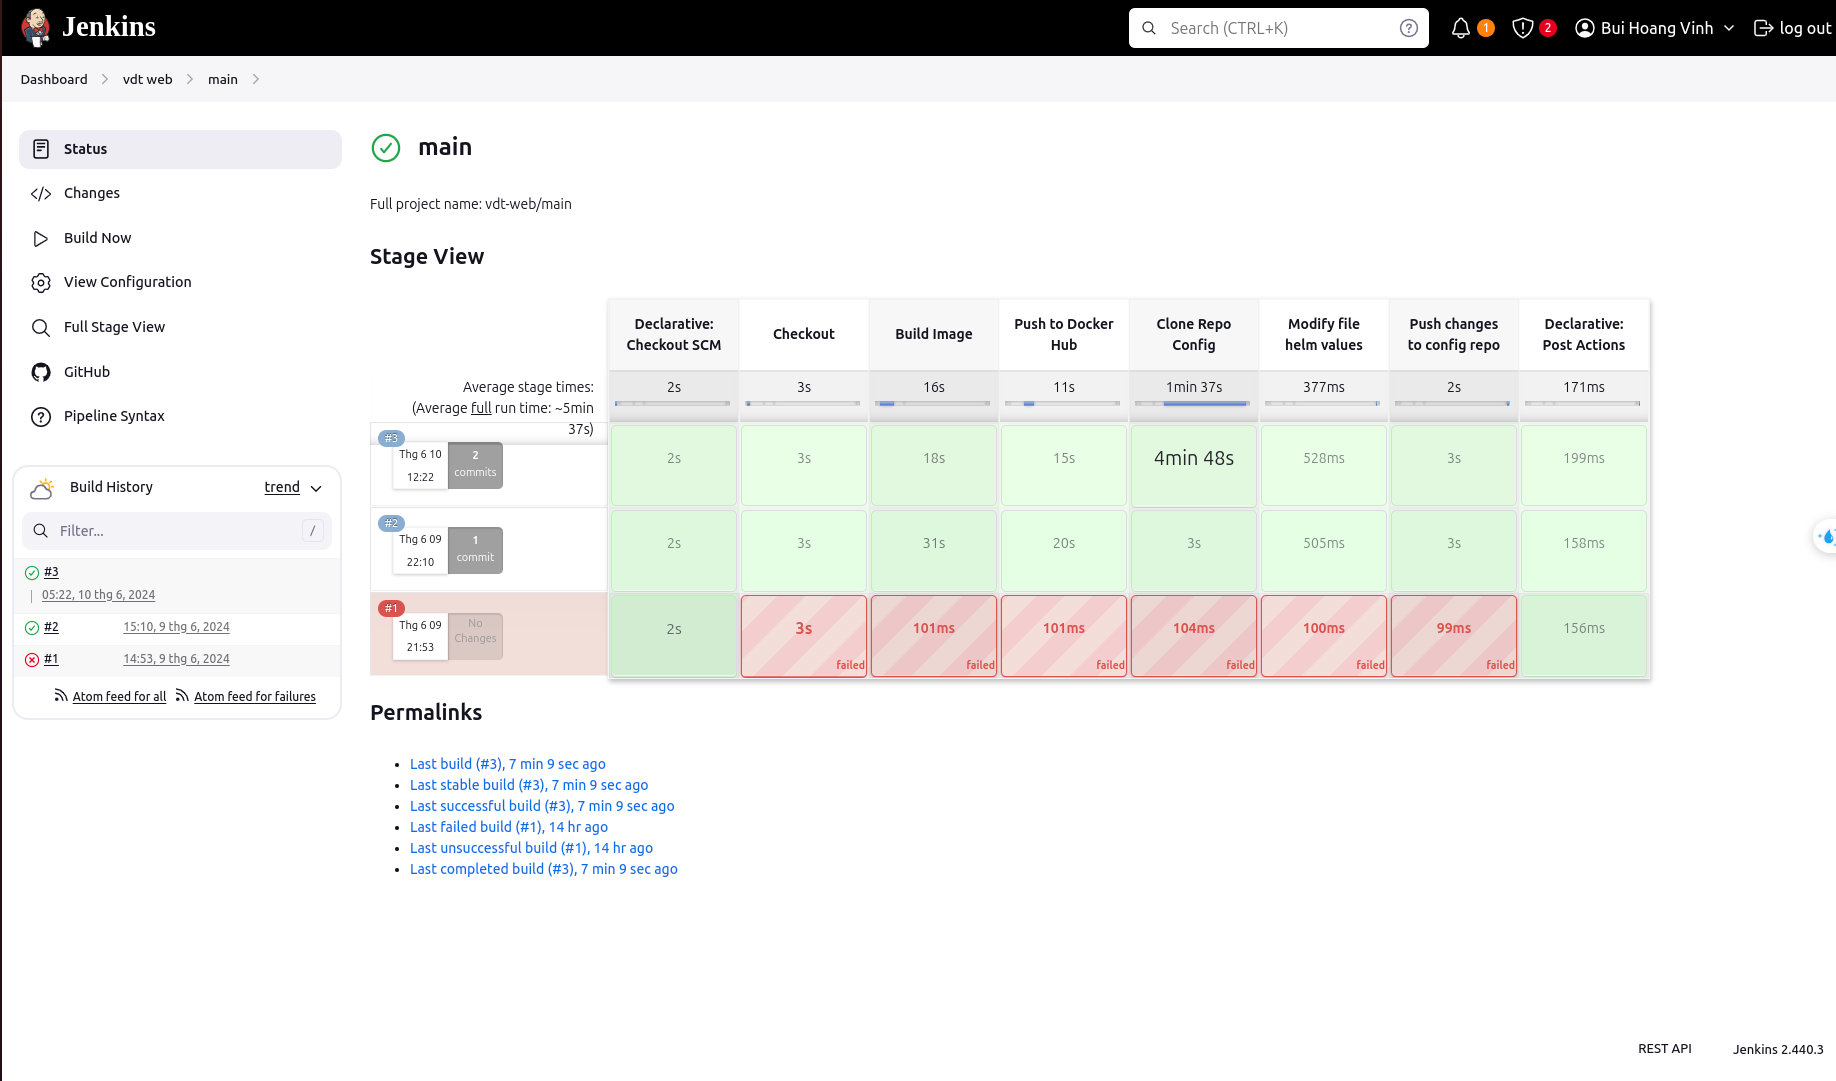 Jenkins
Search (CTRL+K)
1
2
Bui Hoang Vinh
log out
Dashboard
vdt web
main
Status
Changes
Build Now
View Configuration
Full Stage View
GitHub
Pipeline Syntax
Build History
trend
Filter...
/
#3
05:22, 10 thg 6, 2024
#2
15:10, 9 thg 6, 2024
#1
14:53, 9 thg 6, 2024
Atom feed for all
Atom feed for failures
main
Full project name: vdt-web/main
Stage View
Declarative: Checkout SCM
Checkout
Build Image
Push to Docker Hub
Clone Repo Config
Modify file helm values
Push changes to config repo
Declarative: Post Actions
Average stage times:
(Average full run time: ~5min
37s)
2s
3s
16s
11s
1min 37s
377ms
2s
171ms
#3
Thg 6 10
12:22
2
commits
2s
3s
18s
15s
4min 48s
528ms
3s
199ms
#2
Thg 6 09
22:10
1
commit
2s
3s
31s
20s
3s
505ms
3s
158ms
#1
Thg 6 09
21:53
No
Changes
2s
3s
failed
101ms
failed
101ms
failed
104ms
failed
100ms
failed
99ms
failed
156ms
Permalinks
Last build (#3), 7 min 9 sec ago
Last stable build (#3), 7 min 9 sec ago
Last successful build (#3), 7 min 9 sec ago
Last failed build (#1), 14 hr ago
Last unsuccessful build (#1), 14 hr ago
Last completed build (#3), 7 min 9 sec ago
REST API
Jenkins 2.440.3